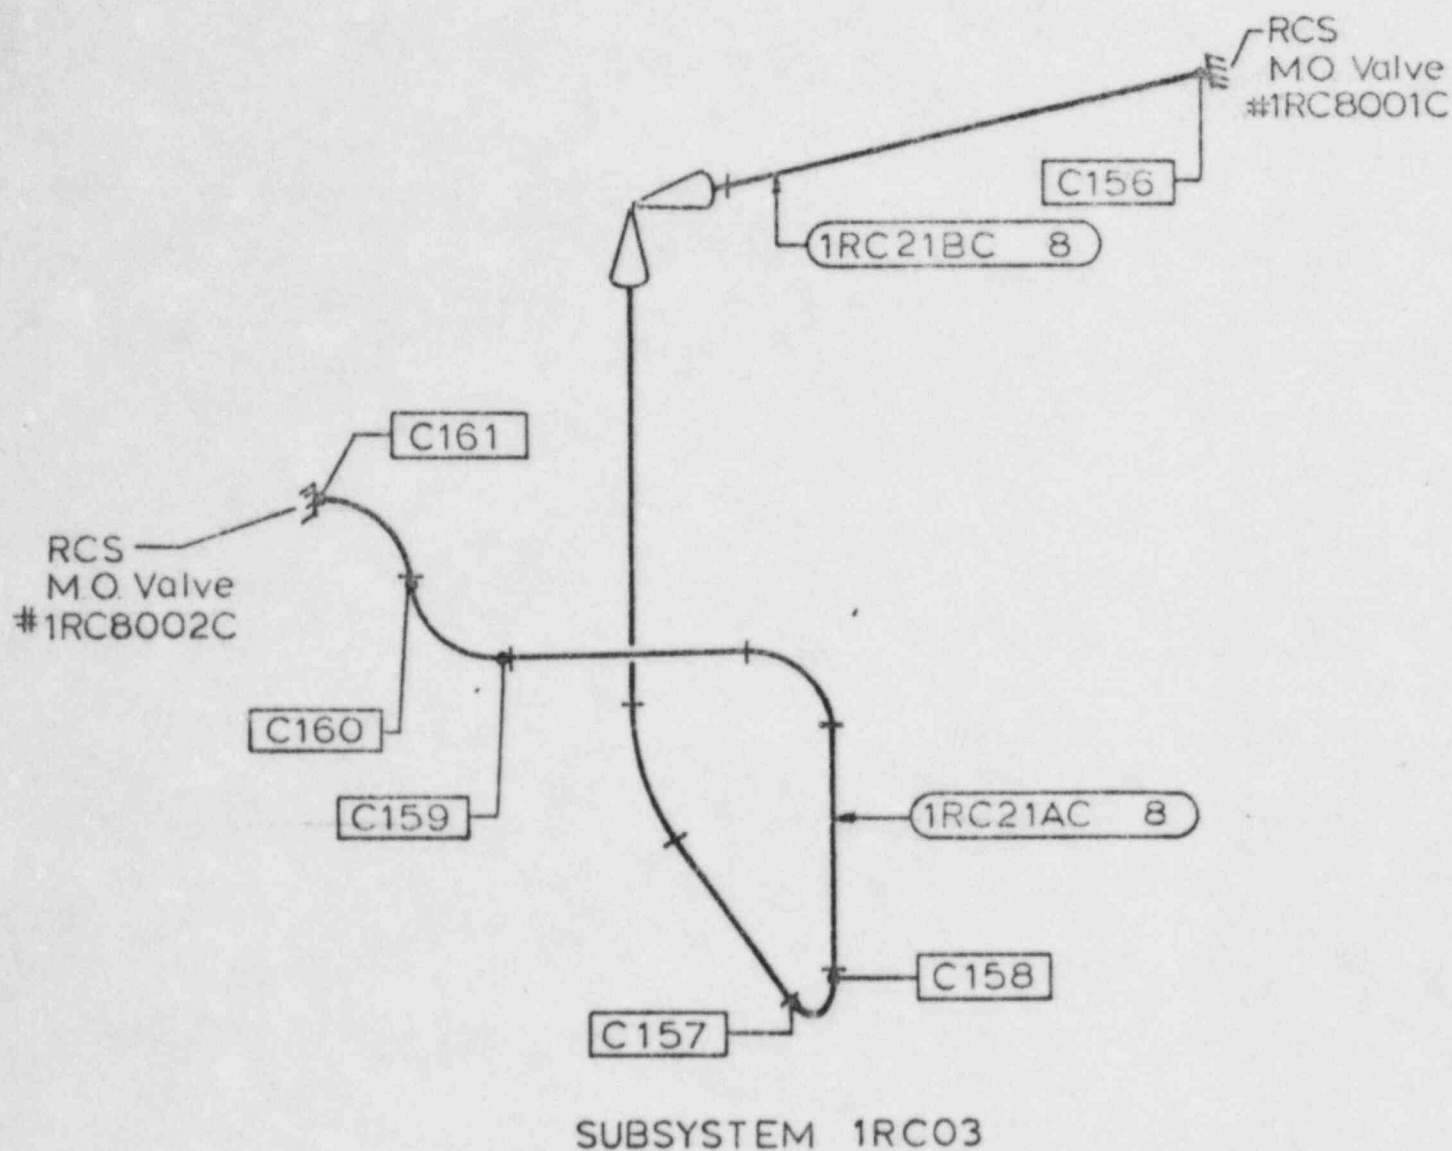 RCS
M.O. Valve
#1RC8001C
C156
1RC21BC 8
C161
RCS
M.O. Valve
#1RC8002C
C160
C159
1RC21AC 8
C158
C157
SUBSYSTEM 1RC03